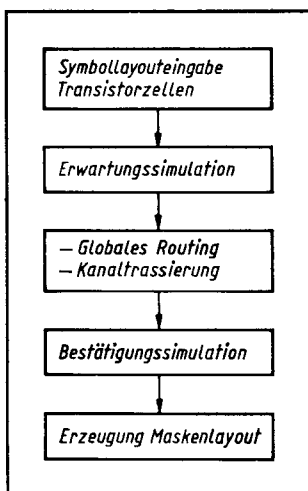 Symbollayouteingabe
Transistorzellen
Erwartungssimulation
– Globales Routing
– Kanaltrassierung
Bestätigungssimulation
Erzeugung Maskenlayout